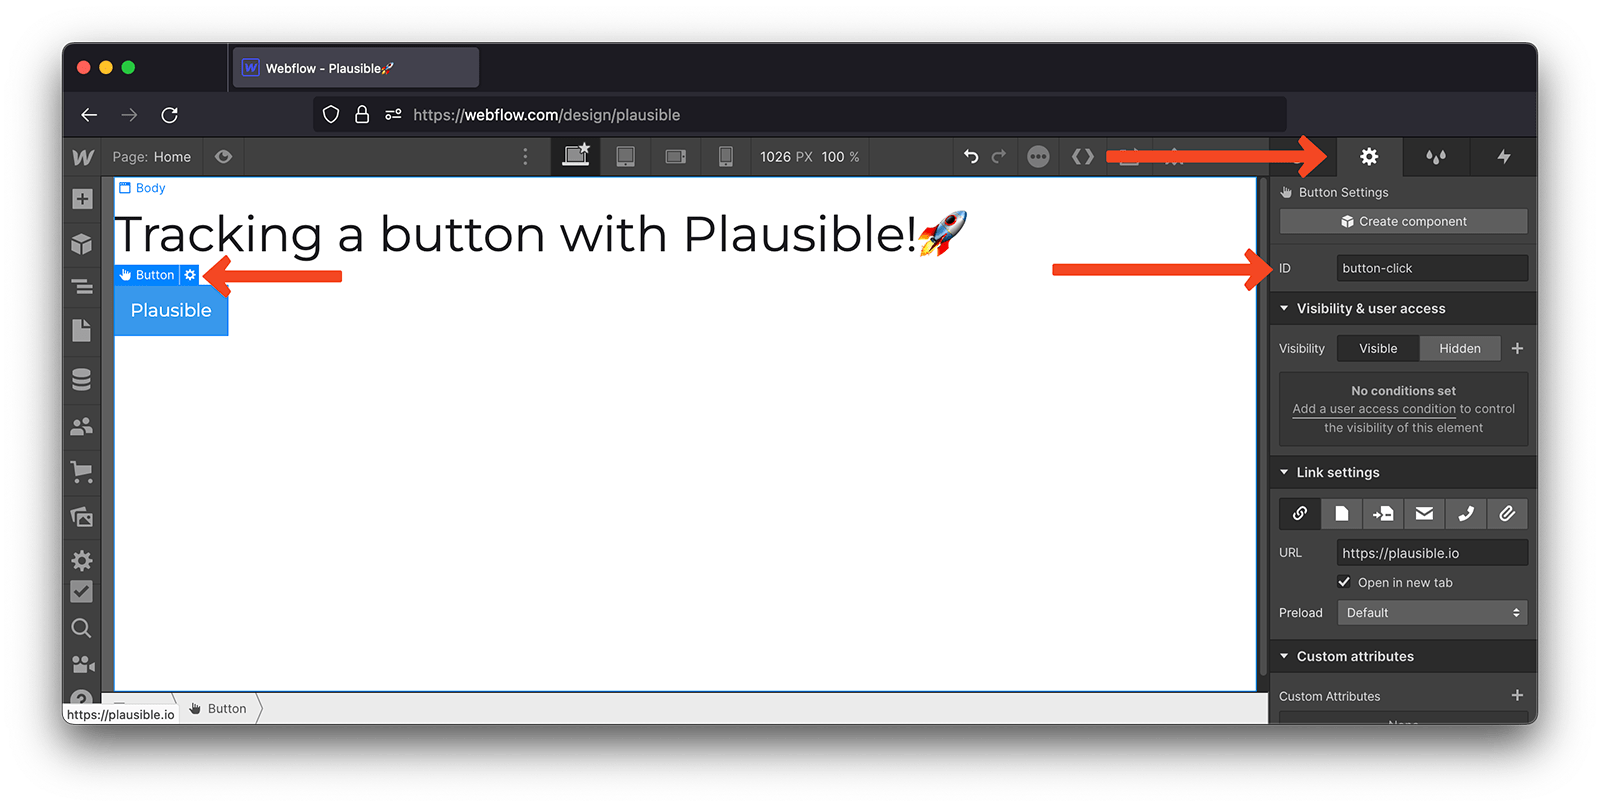 Webflow - Plausible🚀
https://webflow.com/design/plausible
Page: Home
1026 PX 100 %
Body
Tracking a button with Plausible!🚀
Button
Plausible
https://plausible.io
Button
Button Settings
Create component
ID button-click
Visibility & user access
Visibility Visible Hidden
No conditions set
Add a user access condition to control
the visibility of this element
Link settings
URL https://plausible.io
Open in new tab
Preload Default
Custom attributes
Custom Attributes